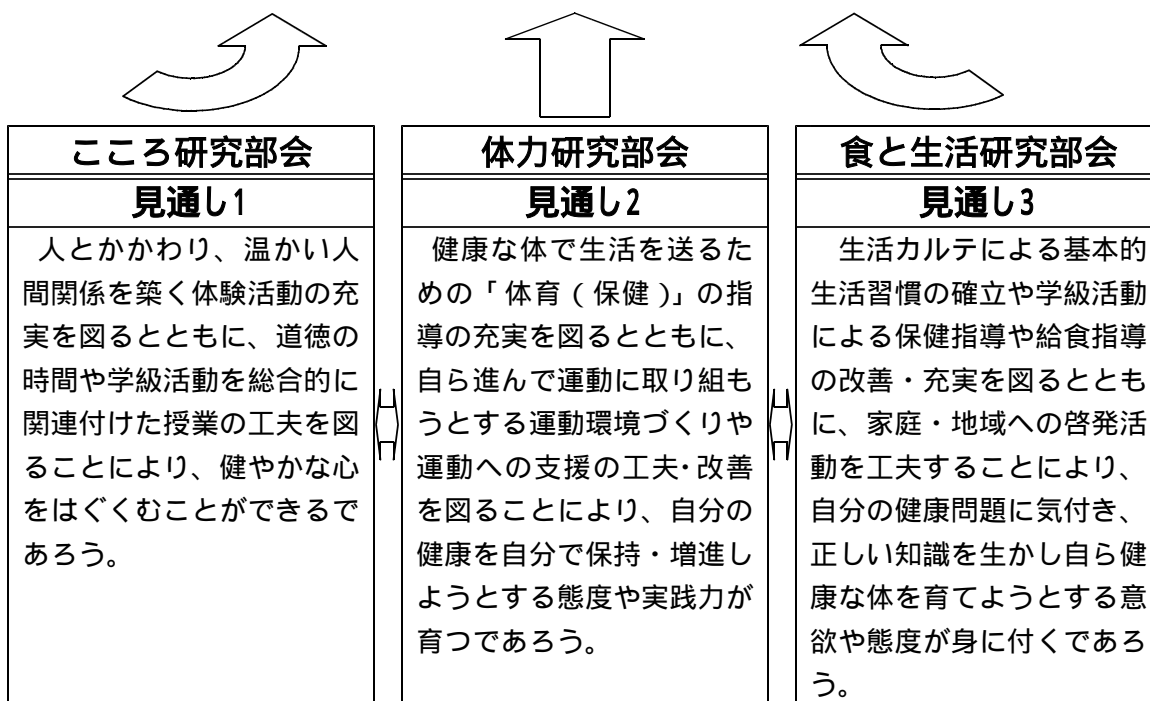 こころ研究部会
見通し1
人とかかわり、温かい人
間関係を築く体験活動の充
実を図るとともに、道徳の
時間や学級活動を総合的に
関連付けた授業の工夫を図
ることにより、健やかな心
をはぐくむことができるで
あろう。
体力研究部会
見通し2
健康な体で生活を送るた
めの「体育(保健)」の指
導の充実を図るとともに、
自ら進んで運動に取り組も
うとする運動環境づくりや
運動への支援の工夫・改善
を図ることにより、自分の
健康を自分で保持・増進し
ようとする態度や実践力が
育つであろう。
食と生活研究部会
見通し3
生活カルテによる基本的
生活習慣の確立や学級活動
による保健指導や給食指導
の改善・充実を図るととも
に、家庭・地域への啓発活
動を工夫することにより、
自分の健康問題に気付き、
正しい知識を生かし自ら健
康な体を育てようとする意
欲や態度が身に付くであろ
う。